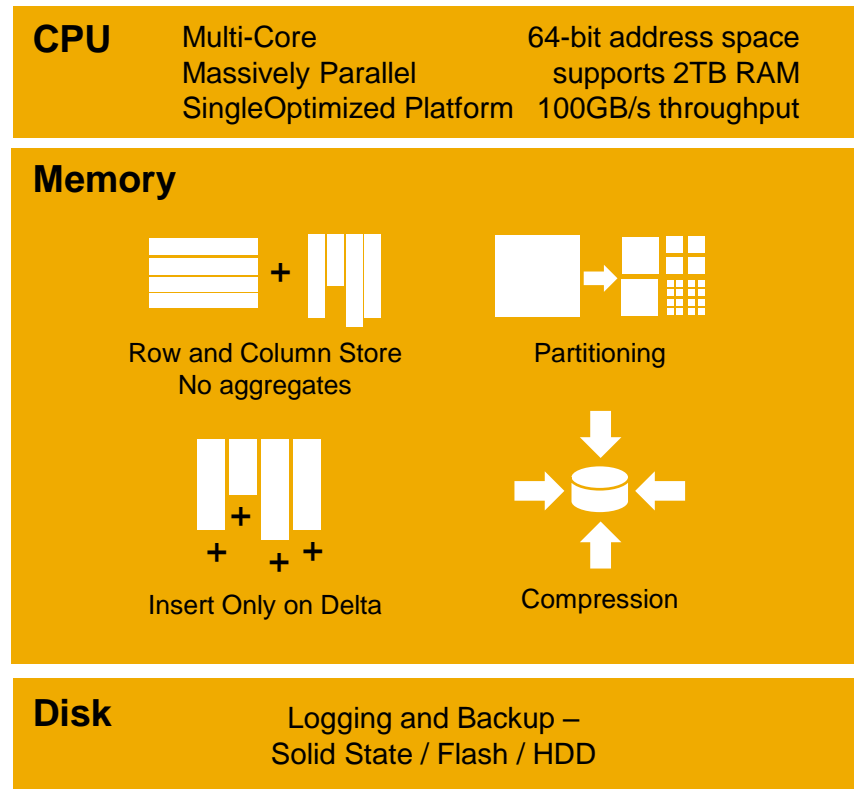 CPU
Multi-Core 64-bit address space
Massively Parallel supports 2TB RAM
SingleOptimized Platform 100GB/s throughput
Memory
+
Row and Column Store
No aggregates
Partitioning
+
+ + +
Insert Only on Delta
Compression
Disk
Logging and Backup –
Solid State / Flash / HDD